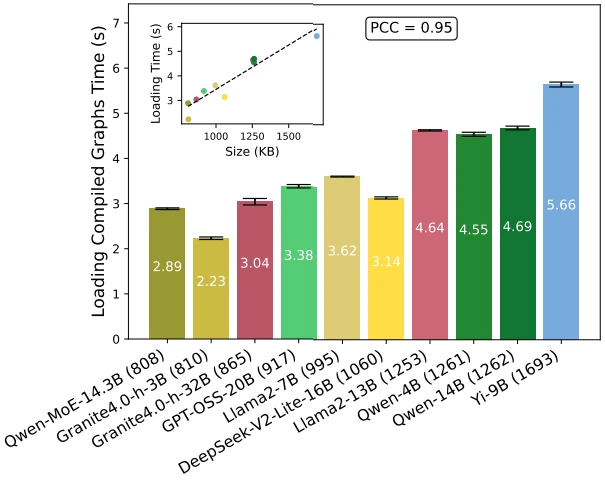 PCC = 0.95
Loading Compiled Graphs Time (s)
7
6
5
4
3
2
1
0
Loading Time (s)
6
5
4
3
1000 1250 1500
Size (KB)
2.89
2.23
3.04
3.38
3.62
3.14
4.64
4.55
4.69
5.66
Qwen-MoE-14.3B (808)
Granite4.0-h-3B (810)
Granite4.0-h-32B (865)
GPT-OSS-20B (917)
Llama2-7B (995)
DeepSeek-V2-Lite-16B (1060)
Llama2-13B (1253)
Qwen-4B (1261)
Qwen-14B (1262)
Yi-9B (1693)